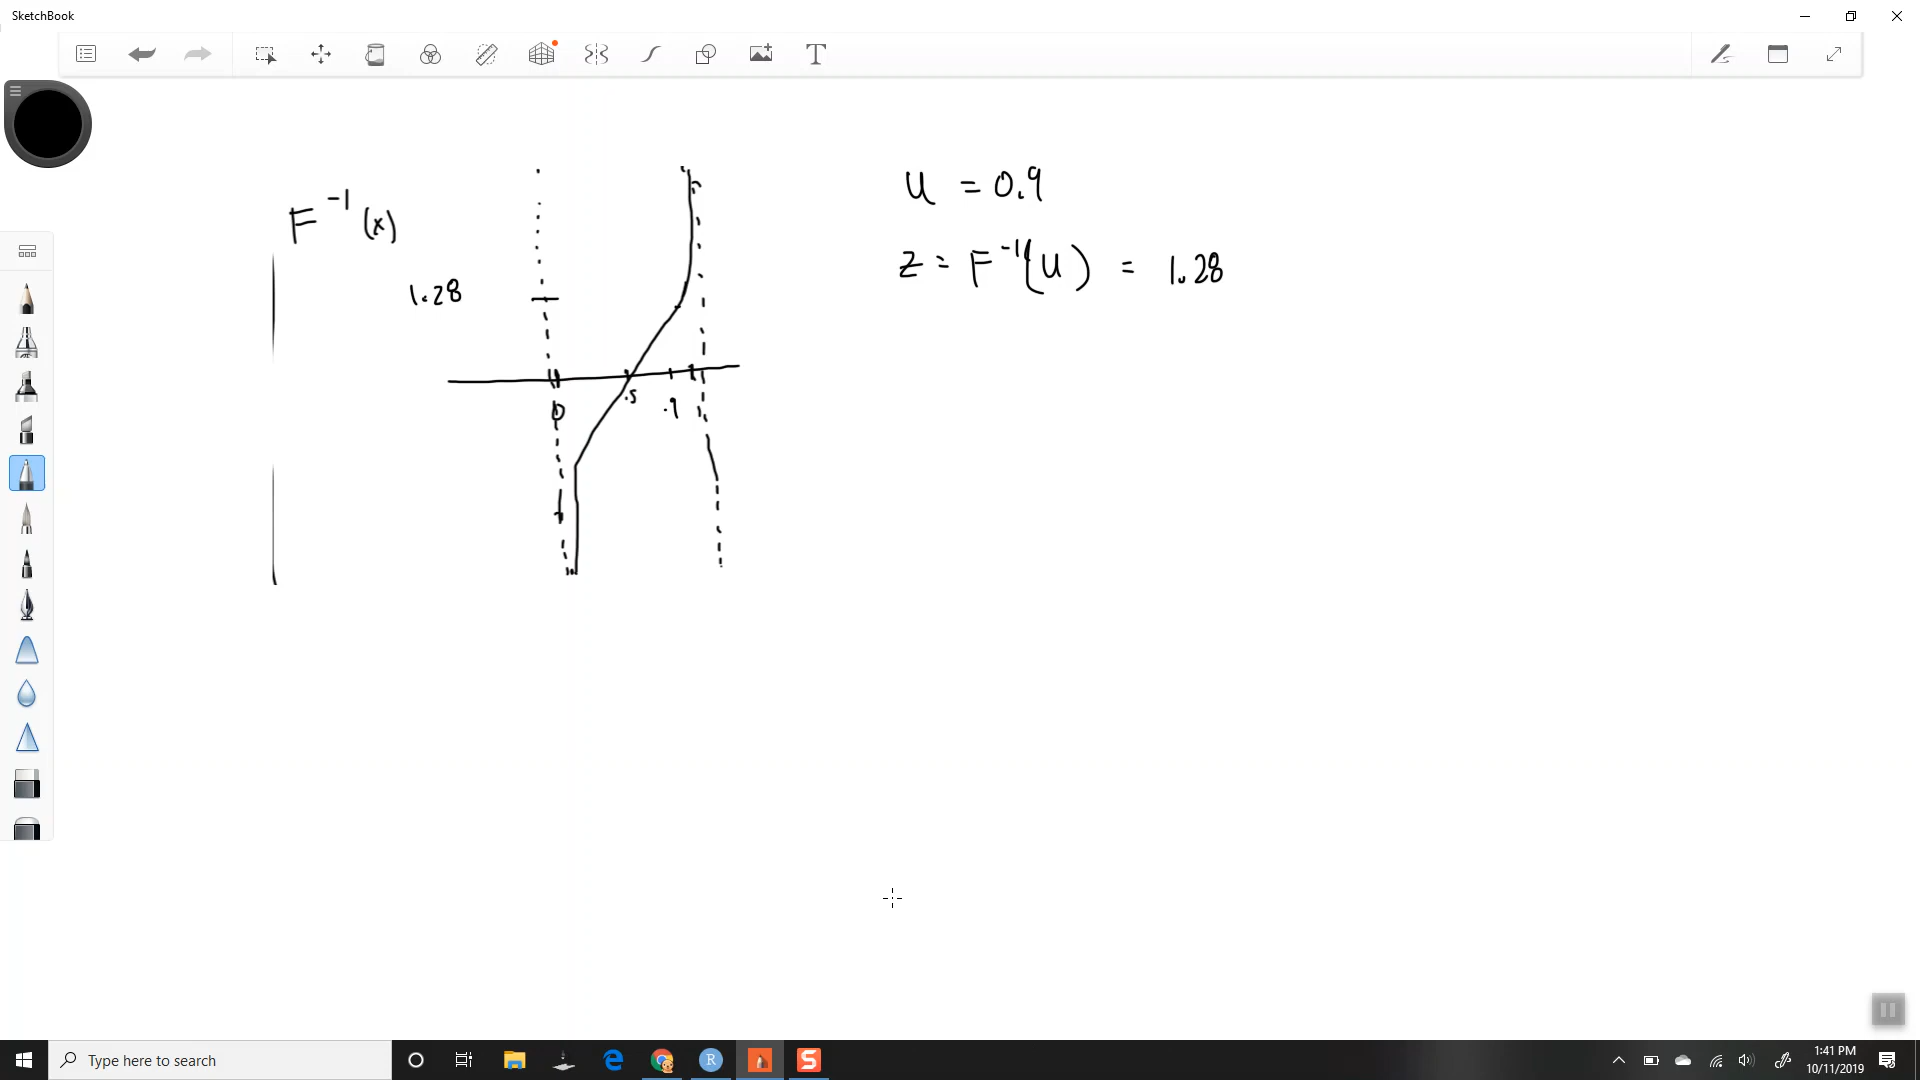 SketchBook
U = 0.9
F⁻¹(x)
z = F⁻¹(U) = 1.28
1.28
0
.5
.9
Type here to search
1:41 PM
10/11/2019